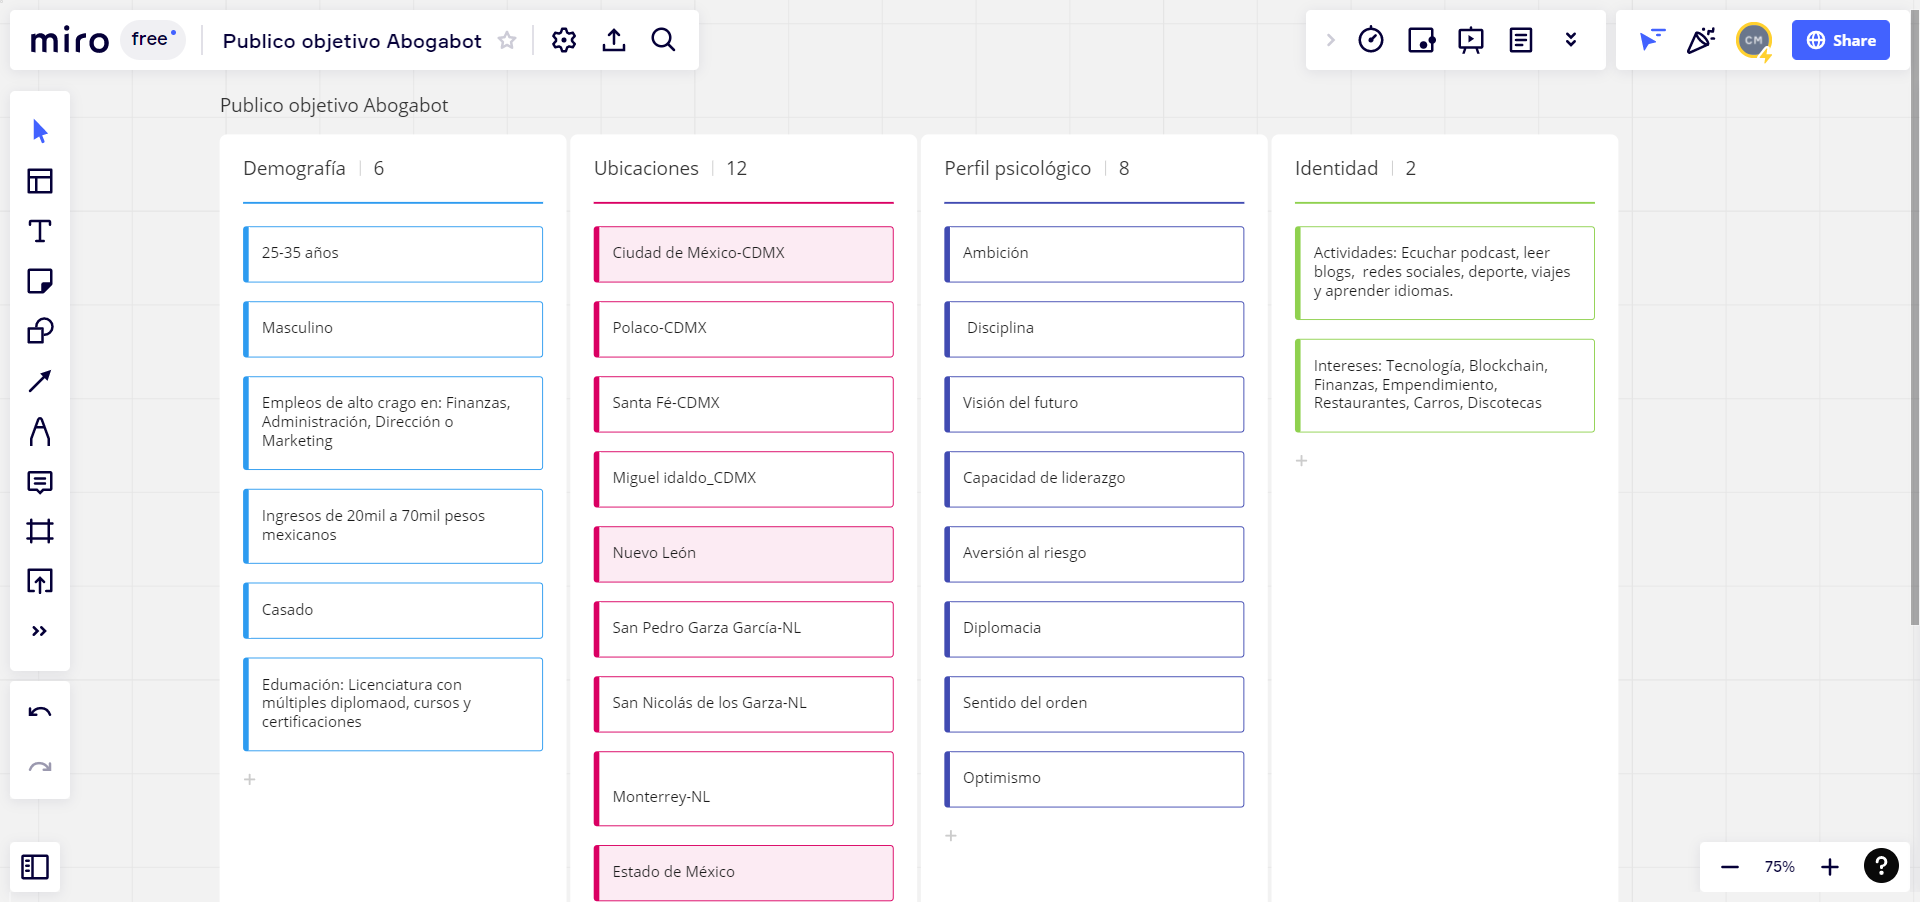 miro
free
Publico objetivo Abogabot
CM
Share
Publico objetivo Abogabot
Demografía 6
25-35 años
Masculino
Empleos de alto crago en: Finanzas,
Administración, Dirección o
Marketing
Ingresos de 20mil a 70mil pesos
mexicanos
Casado
Edumación: Licenciatura con
múltiples diplomaod, cursos y
certificaciones
Ubicaciones 12
Ciudad de México-CDMX
Polaco-CDMX
Santa Fé-CDMX
Miguel idaldo_CDMX
Nuevo León
San Pedro Garza García-NL
San Nicolás de los Garza-NL
Monterrey-NL
Estado de México
Perfil psicológico 8
Ambición
Disciplina
Visión del futuro
Capacidad de liderazgo
Aversión al riesgo
Diplomacia
Sentido del orden
Optimismo
Identidad 2
Actividades: Ecuchar podcast, leer
blogs,  redes sociales, deporte, viajes
y aprender idiomas.
Intereses: Tecnología, Blockchain,
Finanzas, Empendimiento,
Restaurantes, Carros, Discotecas
75%